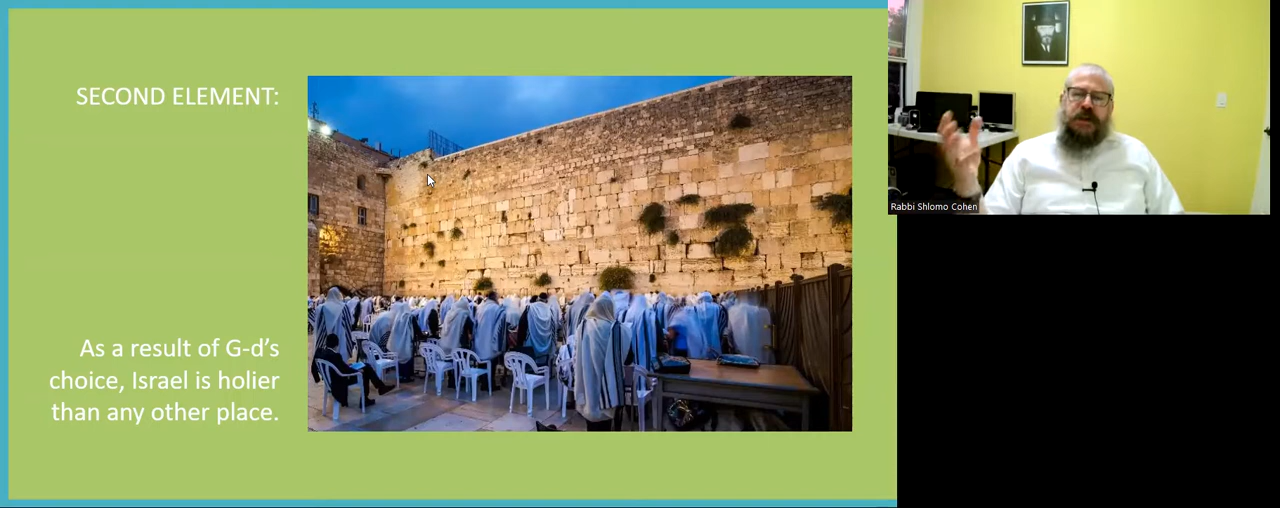 SECOND ELEMENT:
As a result of G-d’s
choice, Israel is holier
than any other place.
Rabbi Shlomo Cohen